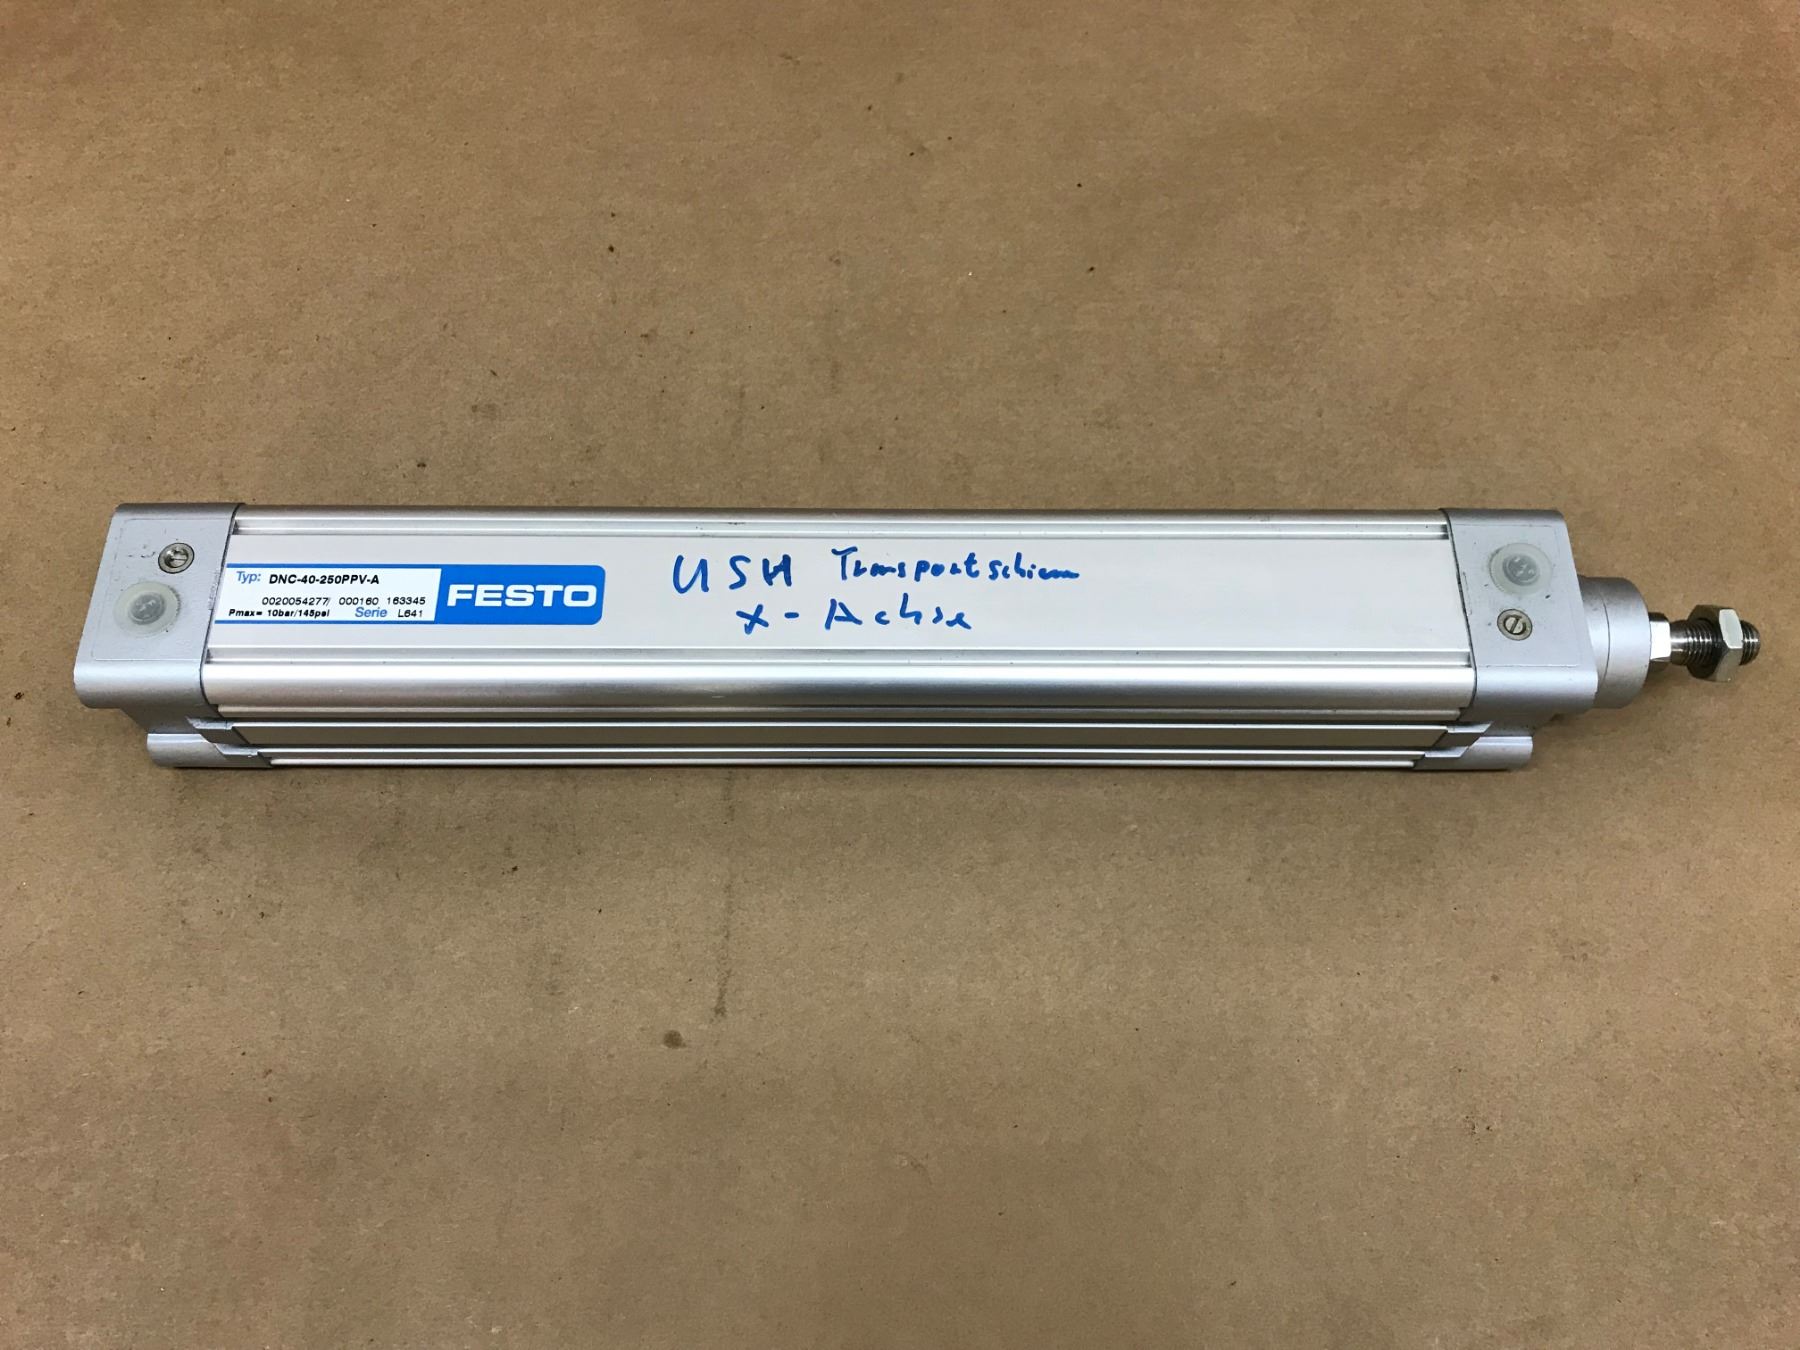 Typ: DNC-40-250PPV-A
0020054277/ 000160 163345
Pmax= 10bar/145psi Serie L641
FESTO
USH Transportschiene
x-Achse